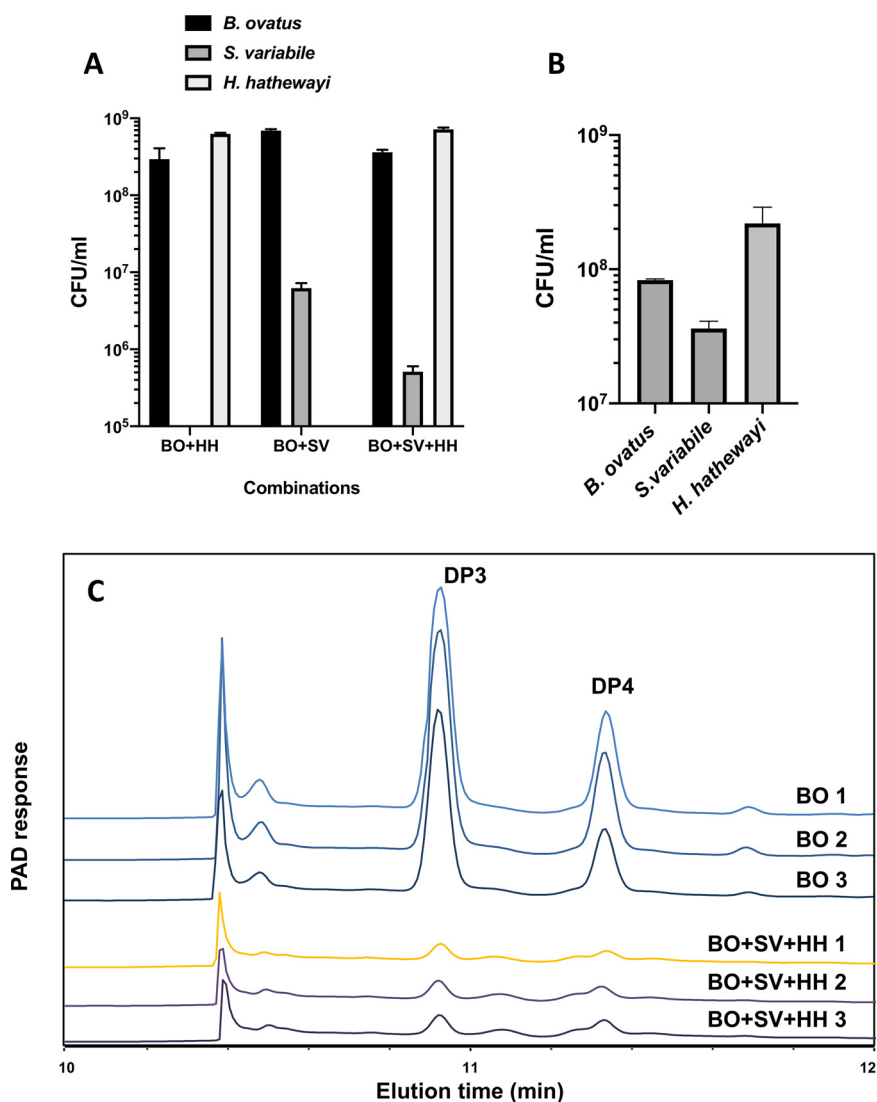 A
B. ovatus
S. variabile
H. hathewayi
CFU/ml
10⁹
10⁸
10⁷
10⁶
10⁵
BO+HH
BO+SV
BO+SV+HH
Combinations
B
CFU/ml
10⁹
10⁸
10⁷
B. ovatus
S.variabile
H. hathewayi
C
DP3
DP4
BO 1
BO 2
BO 3
BO+SV+HH 1
BO+SV+HH 2
BO+SV+HH 3
PAD response
10
11
12
Elution time (min)